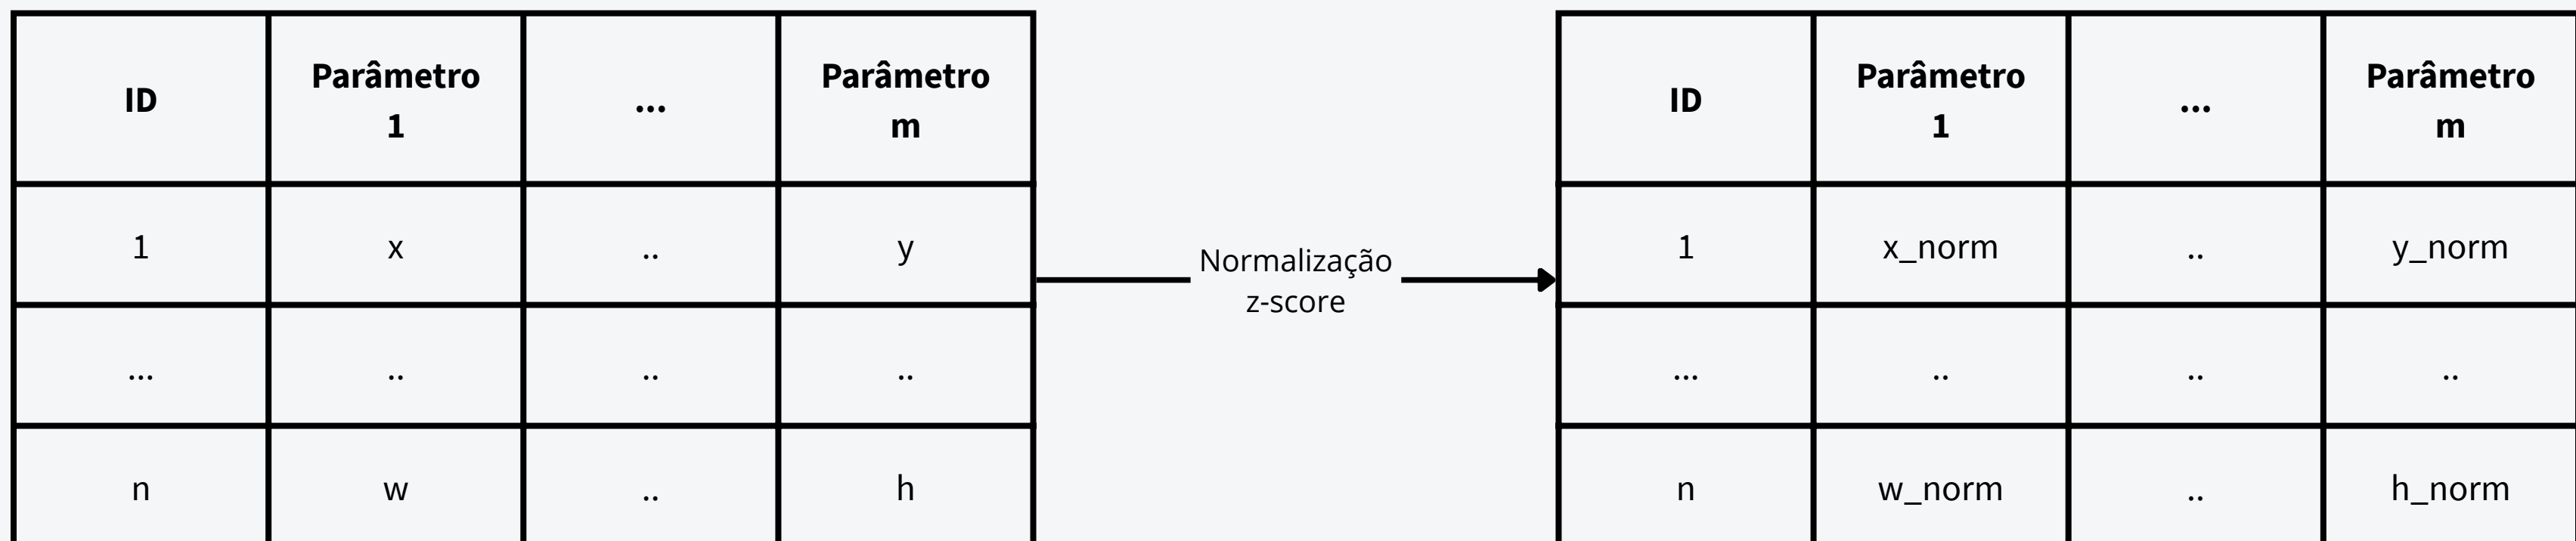 ID Parâmetro 1 ... Parâmetro m
1 x .. y
... .. .. ..
n w .. h
Normalização
z-score
ID Parâmetro 1 ... Parâmetro m
1 x_norm .. y_norm
... .. .. ..
n w_norm .. h_norm